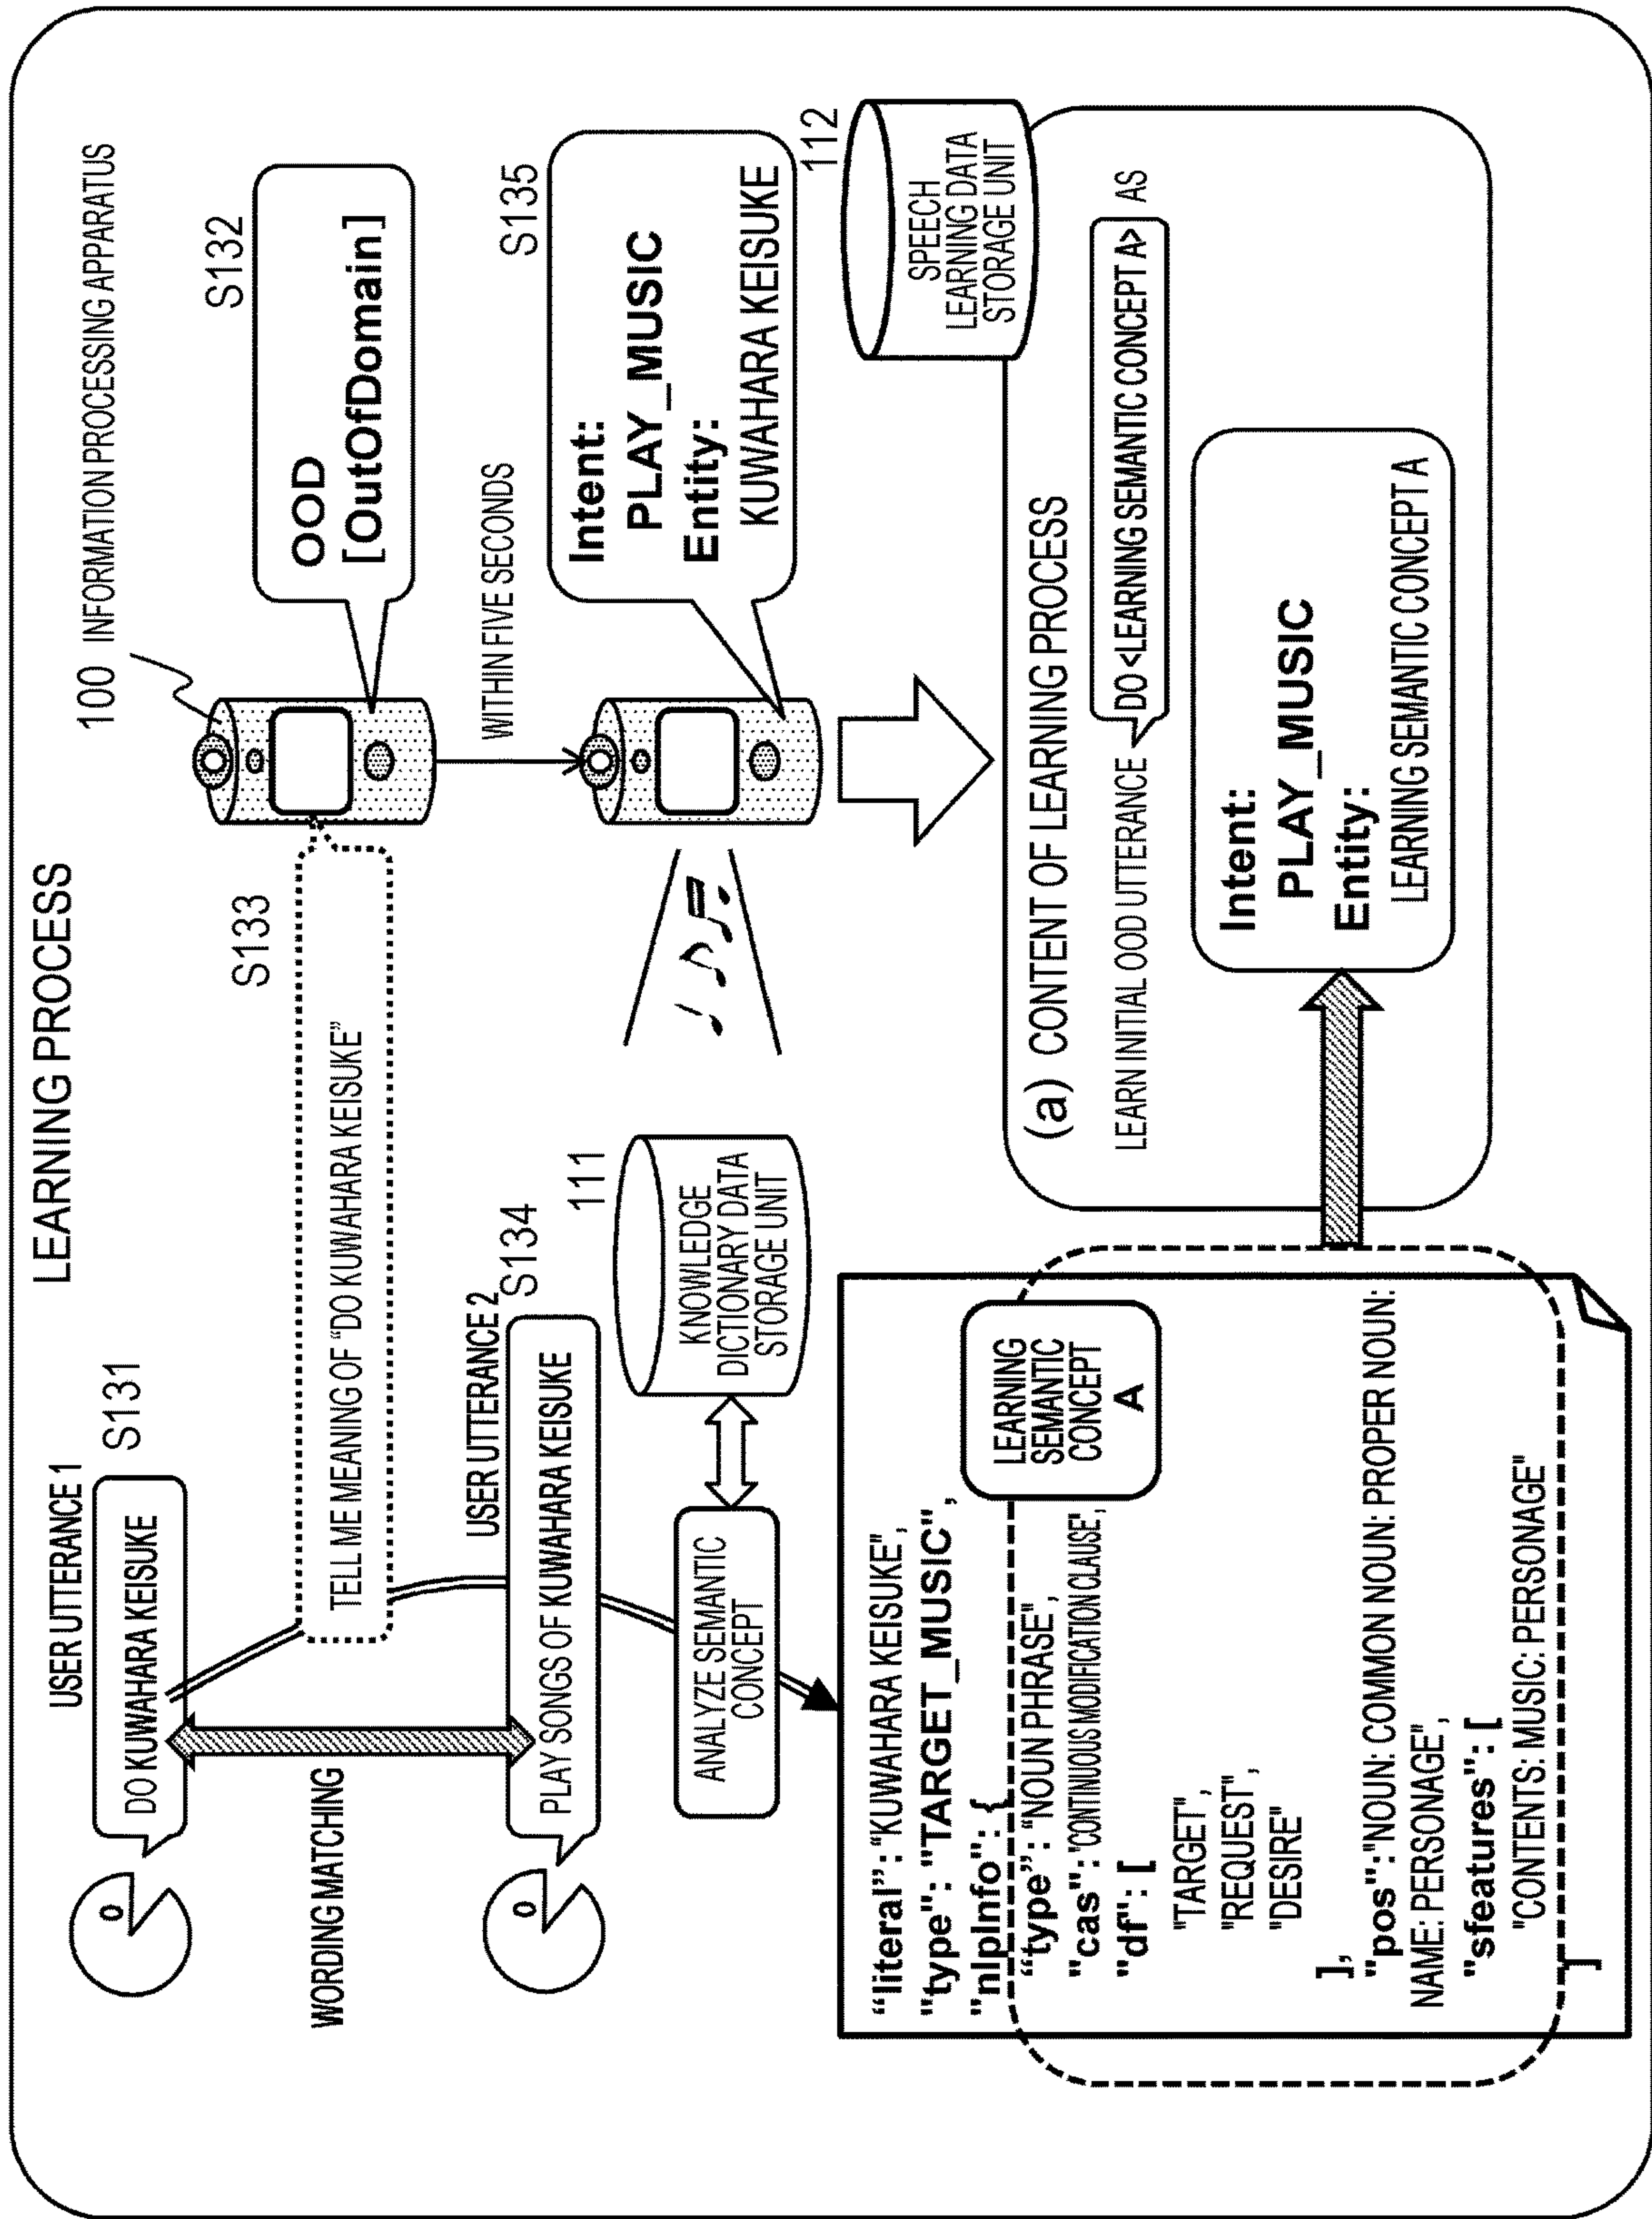 LEARNING PROCESS
USER UTTERANCE 1
S131
DO KUWAHARA KEISUKE
0
100 INFORMATION PROCESSING APPARATUS
S132
OOD
[OutOfDomain]
S133
TELL ME MEANING OF "DO KUWAHARA KEISUKE"
WORDING MATCHING
WITHIN FIVE SECONDS
USER UTTERANCE 2
S134
PLAY SONGS OF KUWAHARA KEISUKE
0
S135
Intent:
PLAY_MUSIC
Entity:
KUWAHARA KEISUKE
ANALYZE SEMANTIC
CONCEPT
111
KNOWLEDGE
DICTIONARY DATA
STORAGE UNIT
112
SPEECH
LEARNING DATA
STORAGE UNIT
“literal”: “KUWAHARA KEISUKE”,
"type": "TARGET_MUSIC",
"nlpInfo": {
“type”: “NOUN PHRASE”,
"cas": "CONTINUOUS MODIFICATION CLAUSE",
"df": [
"TARGET",
"REQUEST",
"DESIRE"
],
"pos":"NOUN: COMMON NOUN: PROPER NOUN:
NAME: PERSONAGE",
"sfeatures": [
"CONTENTS: MUSIC: PERSONAGE"
]
LEARNING
SEMANTIC
CONCEPT
A
(a) CONTENT OF LEARNING PROCESS
LEARN INITIAL OOD UTTERANCE DO <LEARNING SEMANTIC CONCEPT A> AS
Intent:
PLAY_MUSIC
Entity:
LEARNING SEMANTIC CONCEPT A